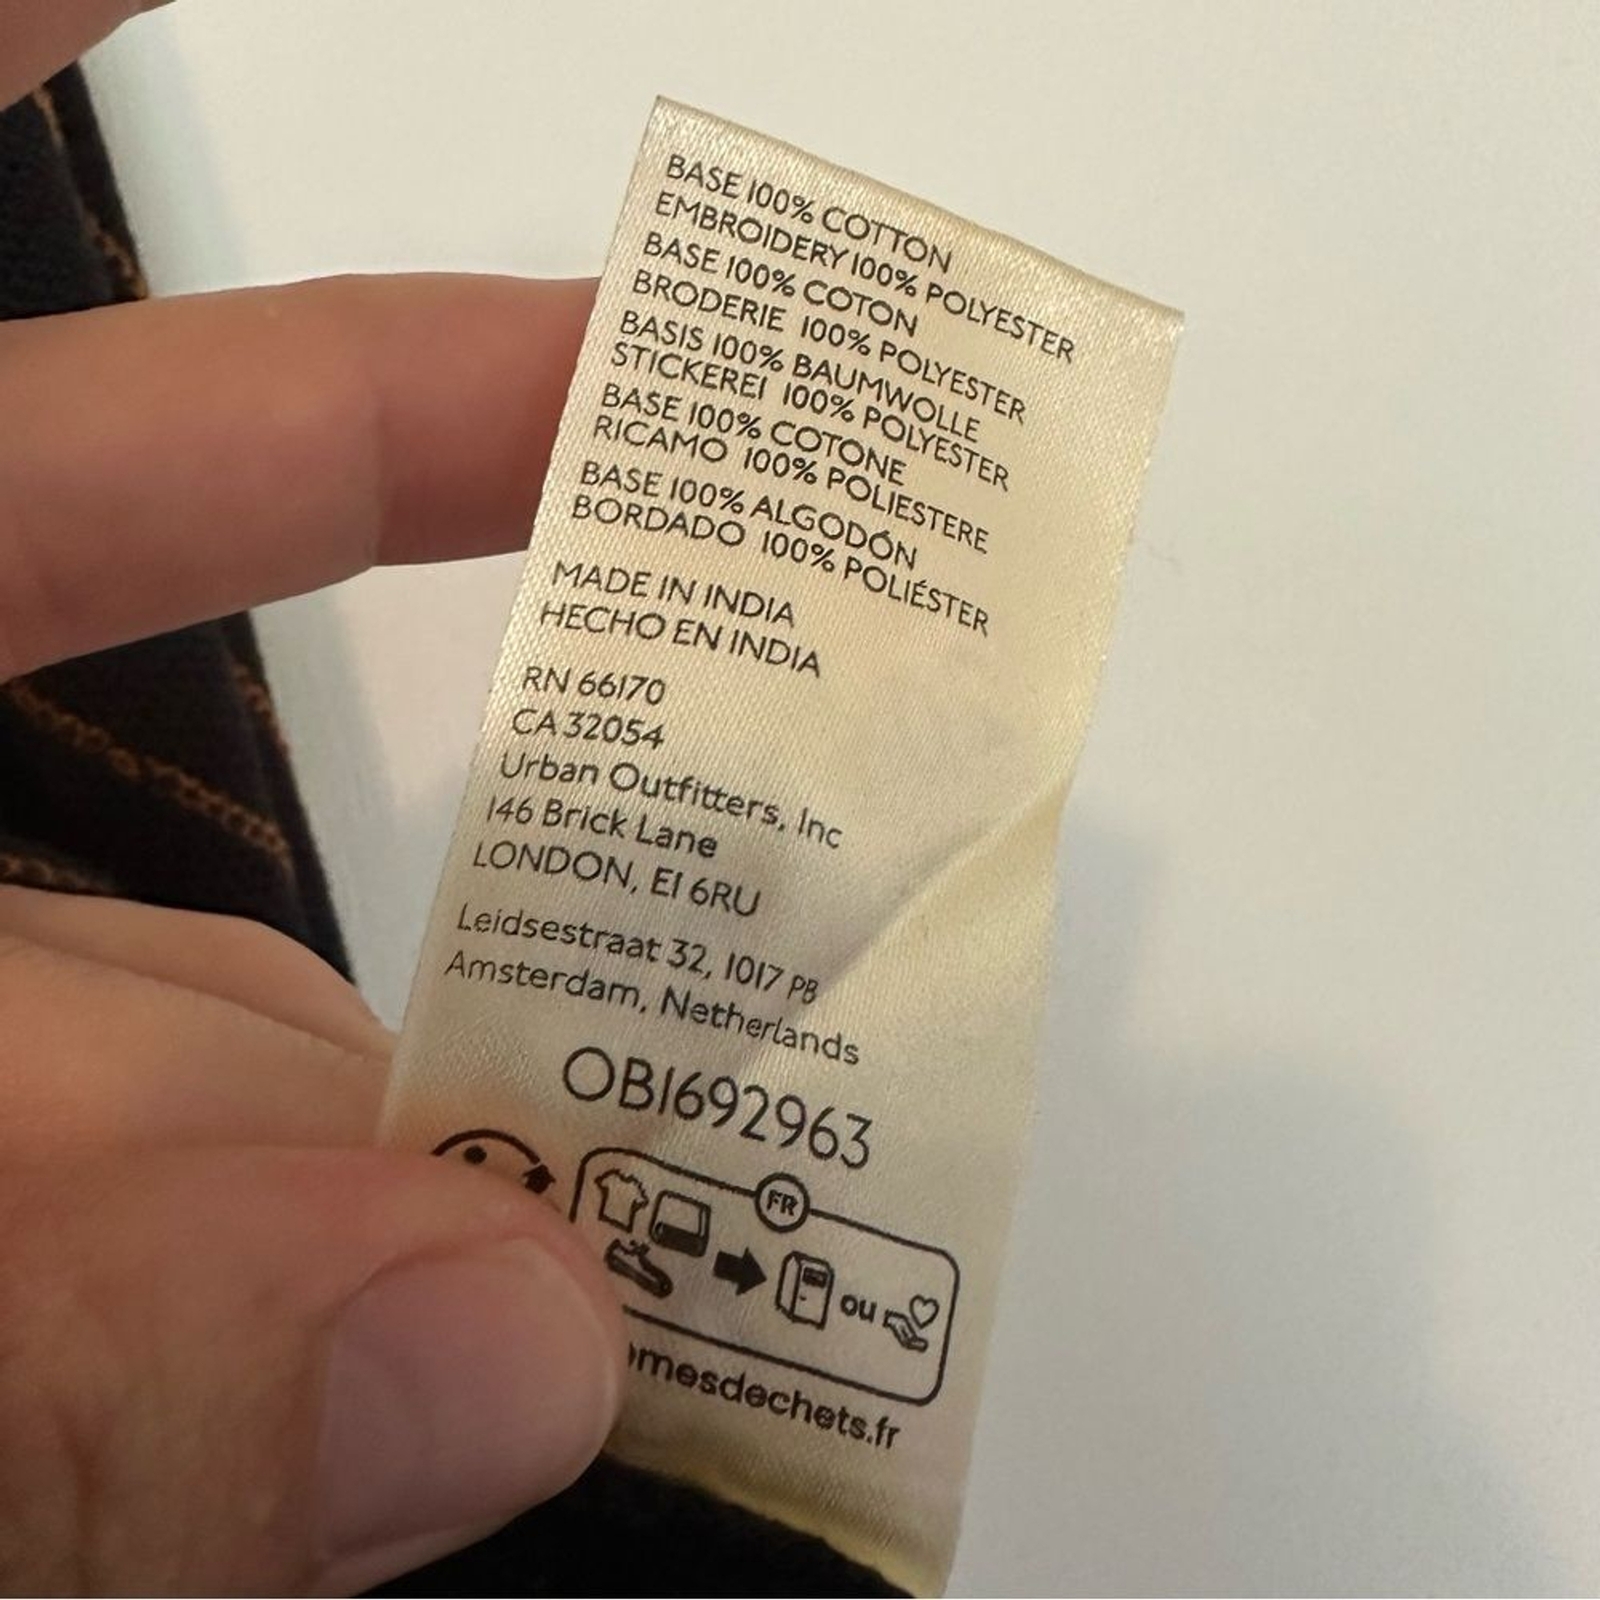 BASE 100% COTTON
EMBROIDERY 100% POLYESTER
BASE 100% COTON
BRODERIE 100% POLYESTER
BASIS 100% BAUMWOLLE
STICKEREI 100% POLYESTER
BASE 100% COTONE
RICAMO 100% POLIESTERE
BASE 100% ALGODÓN
BORDADO 100% POLIÉSTER
MADE IN INDIA
HECHO EN INDIA
RN 66170
CA 32054
Urban Outfitters, Inc
146 Brick Lane
LONDON, E1 6RU
Leidsestraat 32, 1017 PB
Amsterdam, Netherlands
OB1692963
FR
ou
mesdechets.fr